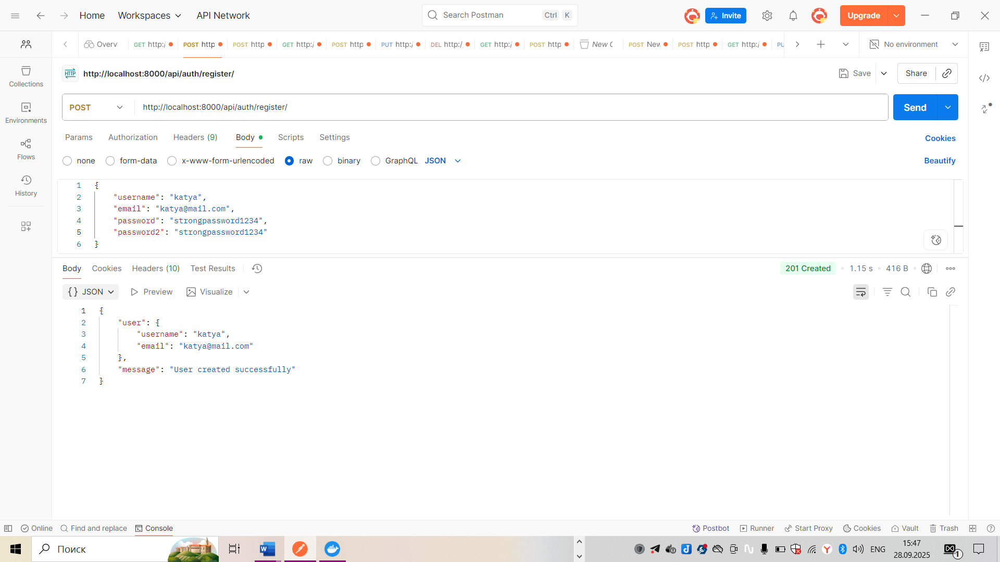 Home
Workspaces
API Network
Search Postman
Ctrl K
Invite
Upgrade
Overvi
GET http:/
POST http
POST http
GET http:/
POST http
PUT http:/
DEL http:/
GET http:/
POST http
New C
POST New
POST http
GET http:/
PU
No environment
Collections
Environments
Flows
History
HTTP
http://localhost:8000/api/auth/register/
Save
Share
POST
http://localhost:8000/api/auth/register/
Send
Params
Authorization
Headers (9)
Body
Scripts
Settings
Cookies
none
form-data
x-www-form-urlencoded
raw
binary
GraphQL
JSON
Beautify
1 {
2 "username": "katya",
3 "email": "katya@mail.com",
4 "password": "strongpassword1234",
5 "password2": "strongpassword1234"
6 }
Body
Cookies
Headers (10)
Test Results
201 Created
1.15 s
416 B
{} JSON
Preview
Visualize
1 {
2 "user": {
3 "username": "katya",
4 "email": "katya@mail.com"
5 },
6 "message": "User created successfully"
7 }
Online
Find and replace
Console
Postbot
Runner
Start Proxy
Cookies
Vault
Trash
Поиск
ENG
15:47
28.09.2025
1